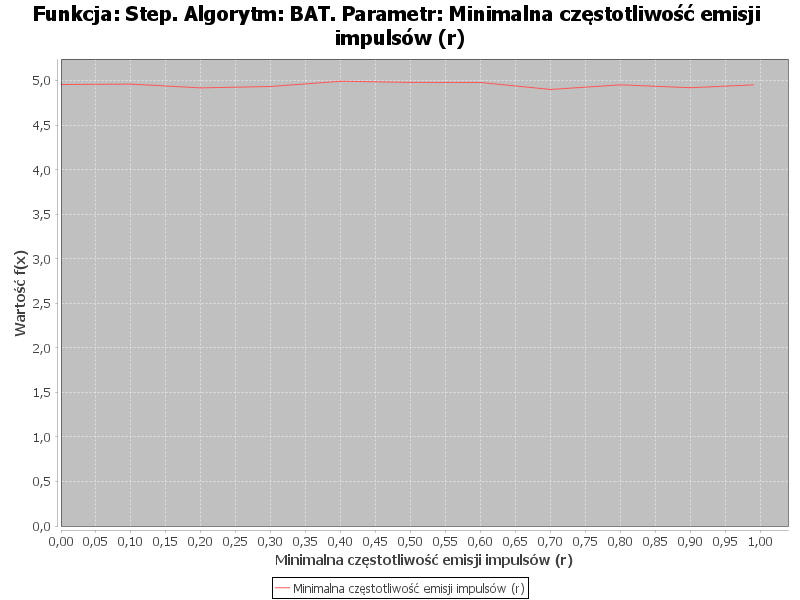 Funkcja: Step. Algorytm: BAT. Parametr: Minimalna częstotliwość emisji
impulsów (r)
Wartość f(x)
5,0
4,5
4,0
3,5
3,0
2,5
2,0
1,5
1,0
0,5
0,0
0,00 0,05 0,10 0,15 0,20 0,25 0,30 0,35 0,40 0,45 0,50 0,55 0,60 0,65 0,70 0,75 0,80 0,85 0,90 0,95 1,00
Minimalna częstotliwość emisji impulsów (r)
Minimalna częstotliwość emisji impulsów (r)